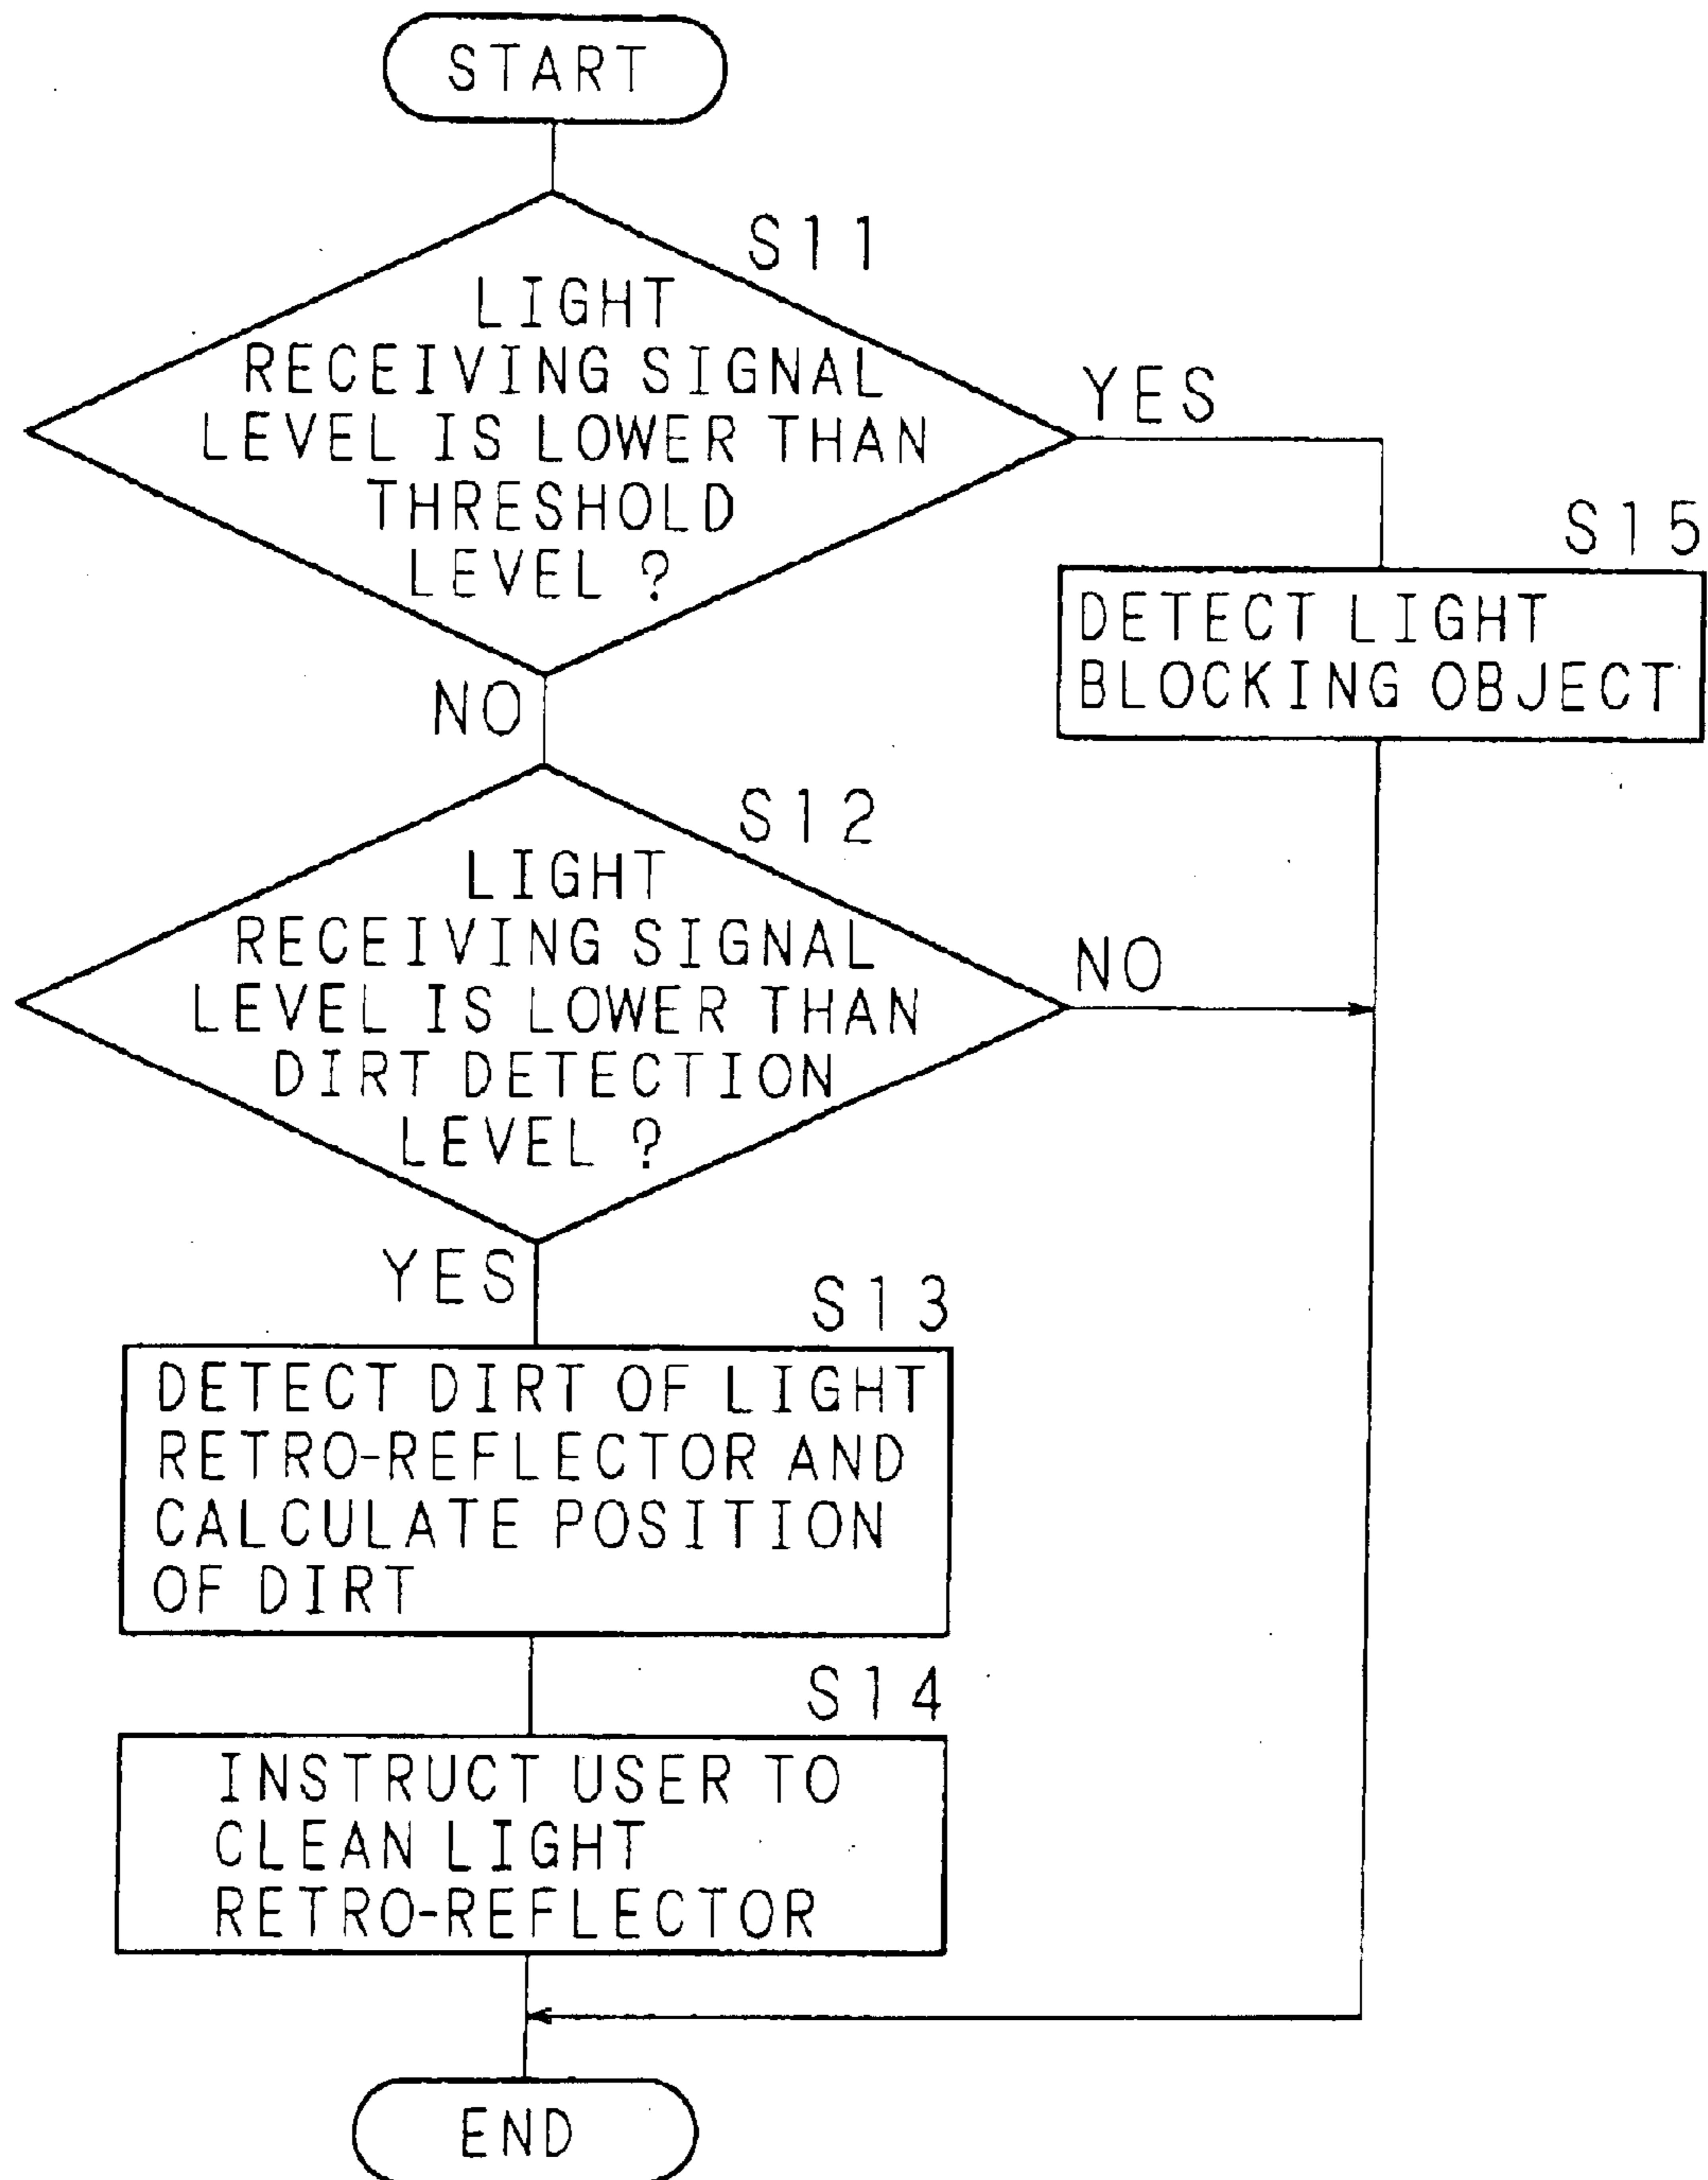 START
S11
LIGHT
RECEIVING SIGNAL
LEVEL IS LOWER THAN
THRESHOLD
LEVEL ?
YES
NO
S15
DETECT LIGHT
BLOCKING OBJECT
S12
LIGHT
RECEIVING SIGNAL
LEVEL IS LOWER THAN
DIRT DETECTION
LEVEL ?
NO
YES
S13
DETECT DIRT OF LIGHT
RETRO-REFLECTOR AND
CALCULATE POSITION
OF DIRT
S14
INSTRUCT USER TO
CLEAN LIGHT
RETRO-REFLECTOR
END